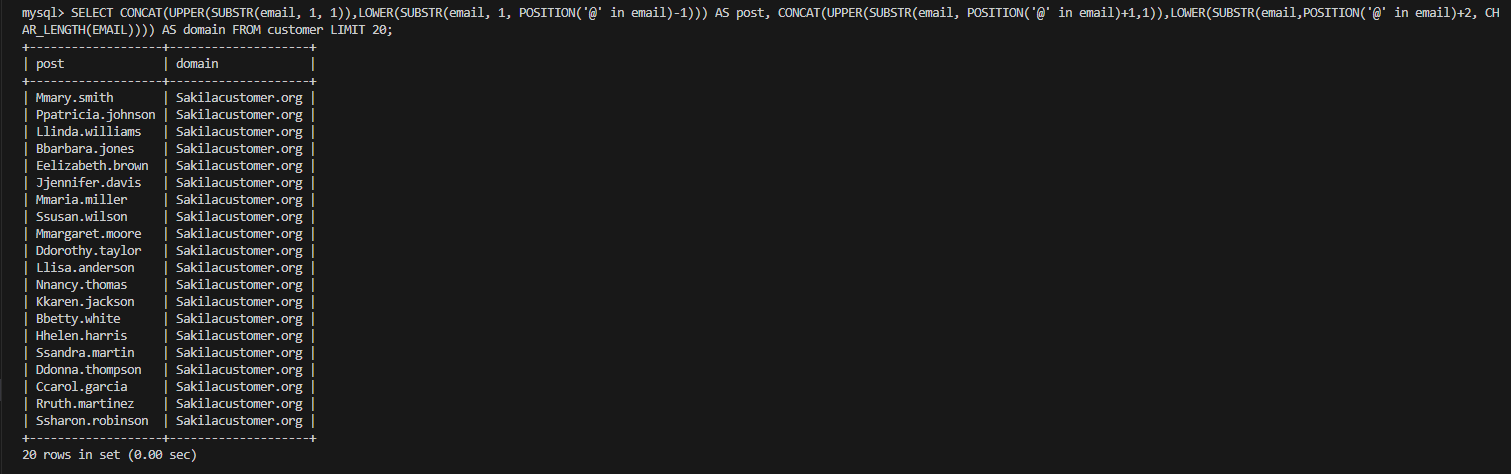 mysql> SELECT CONCAT(UPPER(SUBSTR(email, 1, 1)),LOWER(SUBSTR(email, 1, POSITION('@' in email)-1))) AS post, CONCAT(UPPER(SUBSTR(email, POSITION('@' in email)+1,1)),LOWER(SUBSTR(email,POSITION('@' in email)+2, CH
AR_LENGTH(EMAIL)))) AS domain FROM customer LIMIT 20;
+-------------------+--------------------+
| post              | domain             |
+-------------------+--------------------+
| Mmary.smith       | Sakilacustomer.org |
| Ppatricia.johnson | Sakilacustomer.org |
| Llinda.williams   | Sakilacustomer.org |
| Bbarbara.jones    | Sakilacustomer.org |
| Eelizabeth.brown  | Sakilacustomer.org |
| Jjennifer.davis   | Sakilacustomer.org |
| Mmaria.miller     | Sakilacustomer.org |
| Ssusan.wilson     | Sakilacustomer.org |
| Mmargaret.moore   | Sakilacustomer.org |
| Ddorothy.taylor   | Sakilacustomer.org |
| Llisa.anderson    | Sakilacustomer.org |
| Nnancy.thomas     | Sakilacustomer.org |
| Kkaren.jackson    | Sakilacustomer.org |
| Bbetty.white      | Sakilacustomer.org |
| Hhelen.harris     | Sakilacustomer.org |
| Ssandra.martin    | Sakilacustomer.org |
| Ddonna.thompson   | Sakilacustomer.org |
| Ccarol.garcia     | Sakilacustomer.org |
| Rruth.martinez    | Sakilacustomer.org |
| Ssharon.robinson  | Sakilacustomer.org |
+-------------------+--------------------+
20 rows in set (0.00 sec)